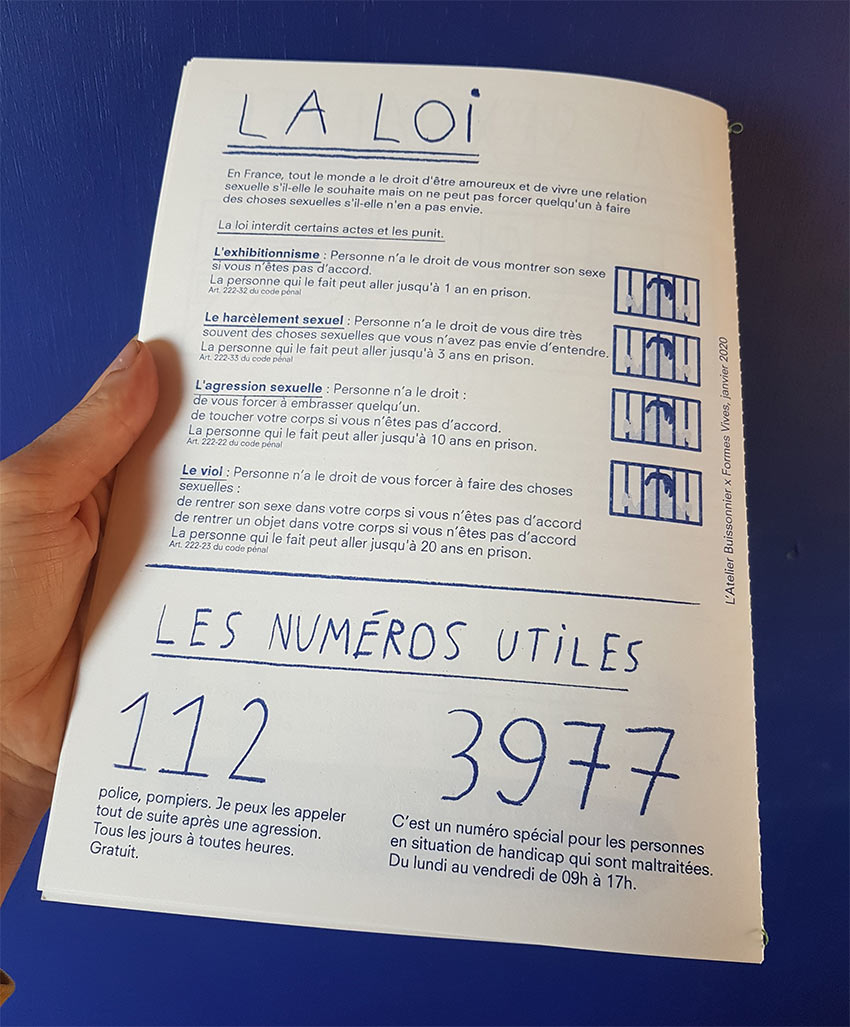 LA LOI
En France, tout le monde a le droit d'être amoureux et de vivre une relation
sexuelle s'il-elle le souhaite mais on ne peut pas forcer quelqu'un à faire
des choses sexuelles s'il-elle n'en a pas envie.
La loi interdit certains actes et les punit.
L'exhibitionnisme : Personne n'a le droit de vous montrer son sexe
si vous n'êtes pas d'accord.
La personne qui le fait peut aller jusqu'à 1 an en prison.
Art. 222-32 du code pénal
Le harcèlement sexuel : Personne n'a le droit de vous dire très
souvent des choses sexuelles que vous n'avez pas envie d'entendre.
La personne qui le fait peut aller jusqu'à 3 ans en prison.
Art. 222-33 du code pénal
L'agression sexuelle : Personne n'a le droit :
de vous forcer à embrasser quelqu'un.
de toucher votre corps si vous n'êtes pas d'accord.
La personne qui le fait peut aller jusqu'à 10 ans en prison.
Art. 222-22 du code pénal
Le viol : Personne n'a le droit de vous forcer à faire des choses
sexuelles :
de rentrer son sexe dans votre corps si vous n'êtes pas d'accord
de rentrer un objet dans votre corps si vous n'êtes pas d'accord
La personne qui le fait peut aller jusqu'à 20 ans en prison.
Art. 222-23 du code pénal
L'Atelier Buissonnier x Formes Vives, janvier 2020
LES NUMÉROS UTILES
112
police, pompiers. Je peux les appeler
tout de suite après une agression.
Tous les jours à toutes heures.
Gratuit.
3977
C'est un numéro spécial pour les personnes
en situation de handicap qui sont maltraitées.
Du lundi au vendredi de 09h à 17h.